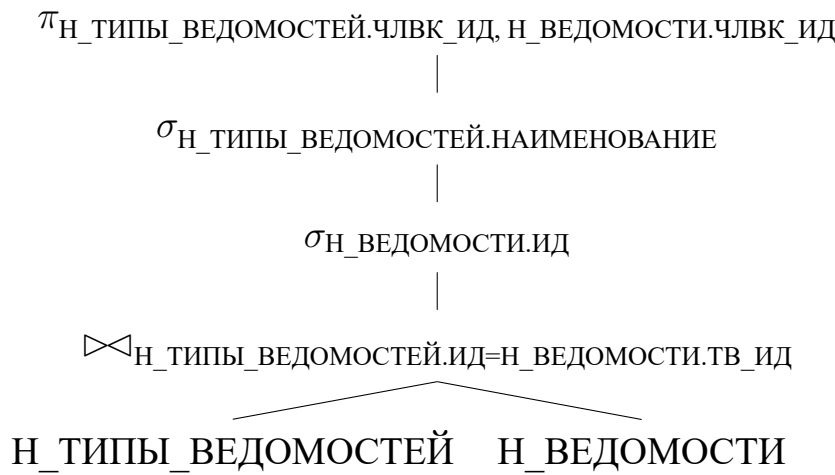 πН_ТИПЫ_ВЕДОМОСТЕЙ.ЧЛВК_ИД, Н_ВЕДОМОСТИ.ЧЛВК_ИД
σН_ТИПЫ_ВЕДОМОСТЕЙ.НАИМЕНОВАНИЕ
σН_ВЕДОМОСТИ.ИД
⋈Н_ТИПЫ_ВЕДОМОСТЕЙ.ИД=Н_ВЕДОМОСТИ.ТВ_ИД
Н_ТИПЫ_ВЕДОМОСТЕЙ Н_ВЕДОМОСТИ